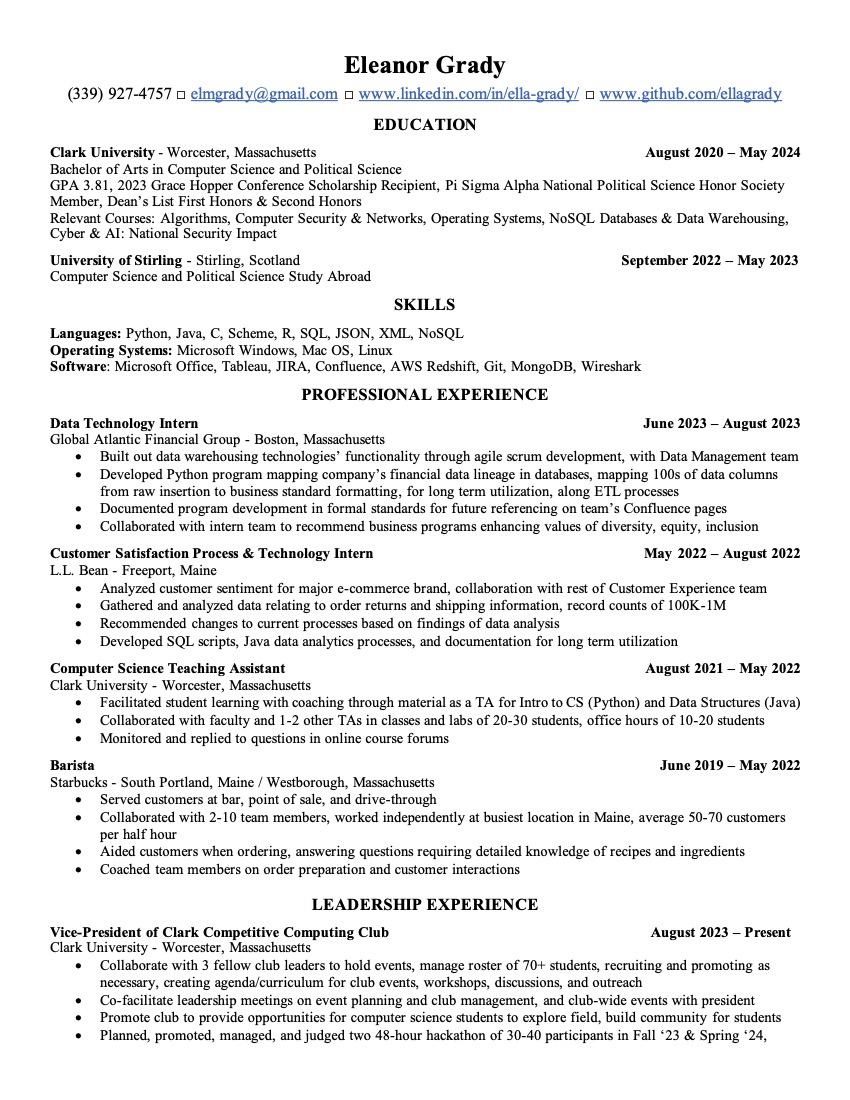 Eleanor Grady
(339) 927-4757 □ elmgrady@gmail.com □ www.linkedin.com/in/ella-grady/ □ www.github.com/ellagrady
EDUCATION
Clark University - Worcester, Massachusetts August 2020 – May 2024
Bachelor of Arts in Computer Science and Political Science
GPA 3.81, 2023 Grace Hopper Conference Scholarship Recipient, Pi Sigma Alpha National Political Science Honor Society
Member, Dean’s List First Honors & Second Honors
Relevant Courses: Algorithms, Computer Security & Networks, Operating Systems, NoSQL Databases & Data Warehousing,
Cyber & AI: National Security Impact
University of Stirling - Stirling, Scotland September 2022 – May 2023
Computer Science and Political Science Study Abroad
SKILLS
Languages: Python, Java, C, Scheme, R, SQL, JSON, XML, NoSQL
Operating Systems: Microsoft Windows, Mac OS, Linux
Software: Microsoft Office, Tableau, JIRA, Confluence, AWS Redshift, Git, MongoDB, Wireshark
PROFESSIONAL EXPERIENCE
Data Technology Intern June 2023 – August 2023
Global Atlantic Financial Group - Boston, Massachusetts
• Built out data warehousing technologies’ functionality through agile scrum development, with Data Management team
• Developed Python program mapping company’s financial data lineage in databases, mapping 100s of data columns
from raw insertion to business standard formatting, for long term utilization, along ETL processes
• Documented program development in formal standards for future referencing on team’s Confluence pages
• Collaborated with intern team to recommend business programs enhancing values of diversity, equity, inclusion
Customer Satisfaction Process & Technology Intern May 2022 – August 2022
L.L. Bean - Freeport, Maine
• Analyzed customer sentiment for major e-commerce brand, collaboration with rest of Customer Experience team
• Gathered and analyzed data relating to order returns and shipping information, record counts of 100K-1M
• Recommended changes to current processes based on findings of data analysis
• Developed SQL scripts, Java data analytics processes, and documentation for long term utilization
Computer Science Teaching Assistant August 2021 – May 2022
Clark University - Worcester, Massachusetts
• Facilitated student learning with coaching through material as a TA for Intro to CS (Python) and Data Structures (Java)
• Collaborated with faculty and 1-2 other TAs in classes and labs of 20-30 students, office hours of 10-20 students
• Monitored and replied to questions in online course forums
Barista June 2019 – May 2022
Starbucks - South Portland, Maine / Westborough, Massachusetts
• Served customers at bar, point of sale, and drive-through
• Collaborated with 2-10 team members, worked independently at busiest location in Maine, average 50-70 customers
per half hour
• Aided customers when ordering, answering questions requiring detailed knowledge of recipes and ingredients
• Coached team members on order preparation and customer interactions
LEADERSHIP EXPERIENCE
Vice-President of Clark Competitive Computing Club August 2023 – Present
Clark University - Worcester, Massachusetts
• Collaborate with 3 fellow club leaders to hold events, manage roster of 70+ students, recruiting and promoting as
necessary, creating agenda/curriculum for club events, workshops, discussions, and outreach
• Co-facilitate leadership meetings on event planning and club management, and club-wide events with president
• Promote club to provide opportunities for computer science students to explore field, build community for students
• Planned, promoted, managed, and judged two 48-hour hackathon of 30-40 participants in Fall ‘23 & Spring ‘24,